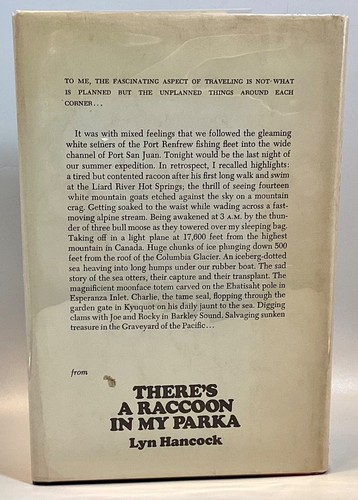 TO ME, THE FASCINATING ASPECT OF TRAVELING IS NOT WHAT
IS PLANNED BUT THE UNPLANNED THINGS AROUND EACH
CORNER...
It was with mixed feelings that we followed the gleaming
white seiners of the Port Renfrew fishing fleet into the wide
channel of Port San Juan. Tonight would be the last night of
our summer expedition. In retrospect, I recalled highlights:
a tired but contented racoon after his first long walk and swim
at the Liard River Hot Springs; the thrill of seeing fourteen
white mountain goats etched against the sky on a mountain
crag. Getting soaked to the waist while wading across a fast-
moving alpine stream. Being awakened at 3 A.M. by the thun-
der of three bull moose as they towered over my sleeping bag.
Taking off in a light plane at 17,600 feet from the highest
mountain in Canada. Huge chunks of ice plunging down 500
feet from the roof of the Columbia Glacier. An iceberg-dotted
sea heaving into long humps under our rubber boat. The sad
story of the sea otters, their capture and their transplant. The
magnificient moonface totem carved on the Ehatisaht pole in
Esperanza Inlet. Charlie, the tame seal, flopping through the
garden gate in Kyuquot on his daily jaunt to the sea. Digging
clams with Joe and Rocky in Barkley Sound. Salvaging sunken
treasure in the Graveyard of the Pacific...
from
THERE'S
A RACCOON
IN MY PARKA
Lyn Hancock